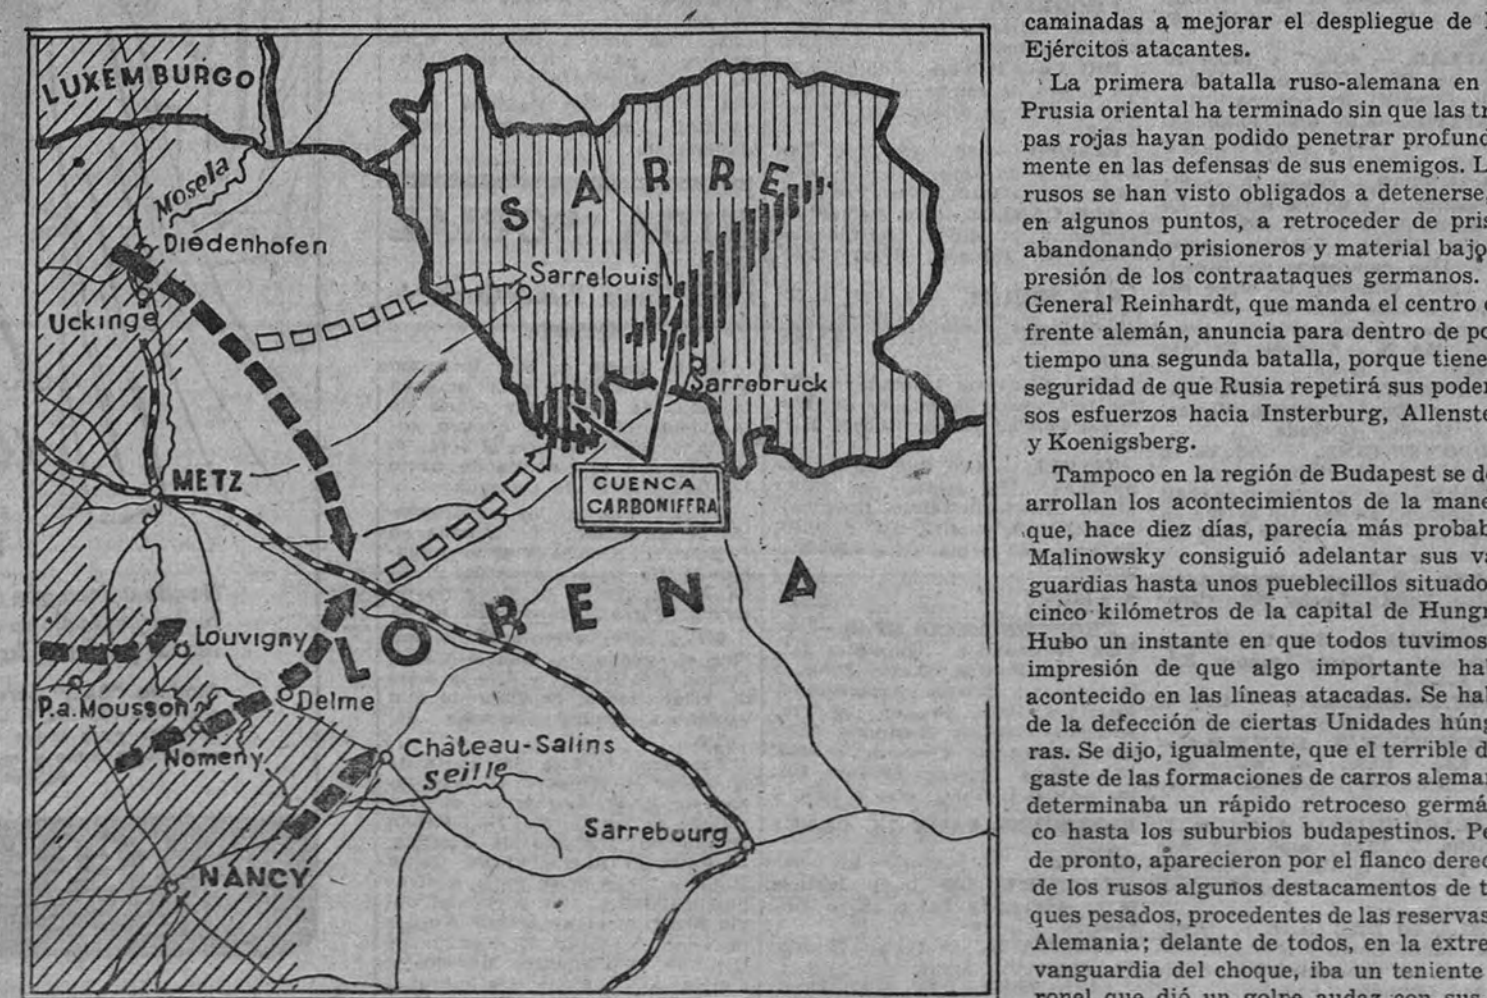 LUXEMBURGO
Mosela
Diedenhofen
Uckinge
SARRE
Sarrelouis
Sarrebruck
METZ
CUENCA
CARBONIFERA
LORENA
Louvigny
P.a.Mousson
Delme
Nomeny
Château-Salins
Seille
Sarrebourg
NANCY
caminadas a mejorar el despliegue de
Ejércitos atacantes.
La primera batalla ruso-alemana en
Prusia oriental ha terminado sin que las
pas rojas hayan podido penetrar
mente en las defensas de sus enemigos.
rusos se han visto obligados a detenerse,
en algunos puntos, a retroceder de
abandonando prisioneros y material bajo
presión de los contraataques germanos.
General Reinhardt, que manda el centro
frente alemán, anuncia para dentro de
tiempo una segunda batalla, porque tiene
seguridad de que Rusia repetirá sus
sos esfuerzos hacia Insterburg,
y Koenigsberg.
Tampoco en la región de Budapest se
arrollan los acontecimientos de la
que, hace diez días, parecía más
Malinowsky consiguió adelantar sus
guardias hasta unos pueblecillos
cinco kilómetros de la capital de
Hubo un instante en que todos tuvimos
impresión de que algo importante
acontecido en las líneas atacadas. Se
de la defección de ciertas Unidades
ras. Se dijo, igualmente, que el terrible
gaste de las formaciones de carros
determinaba un rápido retroceso
co hasta los suburbios budapestinos.
de pronto, aparecieron por el flanco
de los rusos algunos destacamentos de
ques pesados, procedentes de las reservas
Alemania; delante de todos, en la
vanguardia del choque, iba un teniente
ronel que dió un golpe audaz con sus